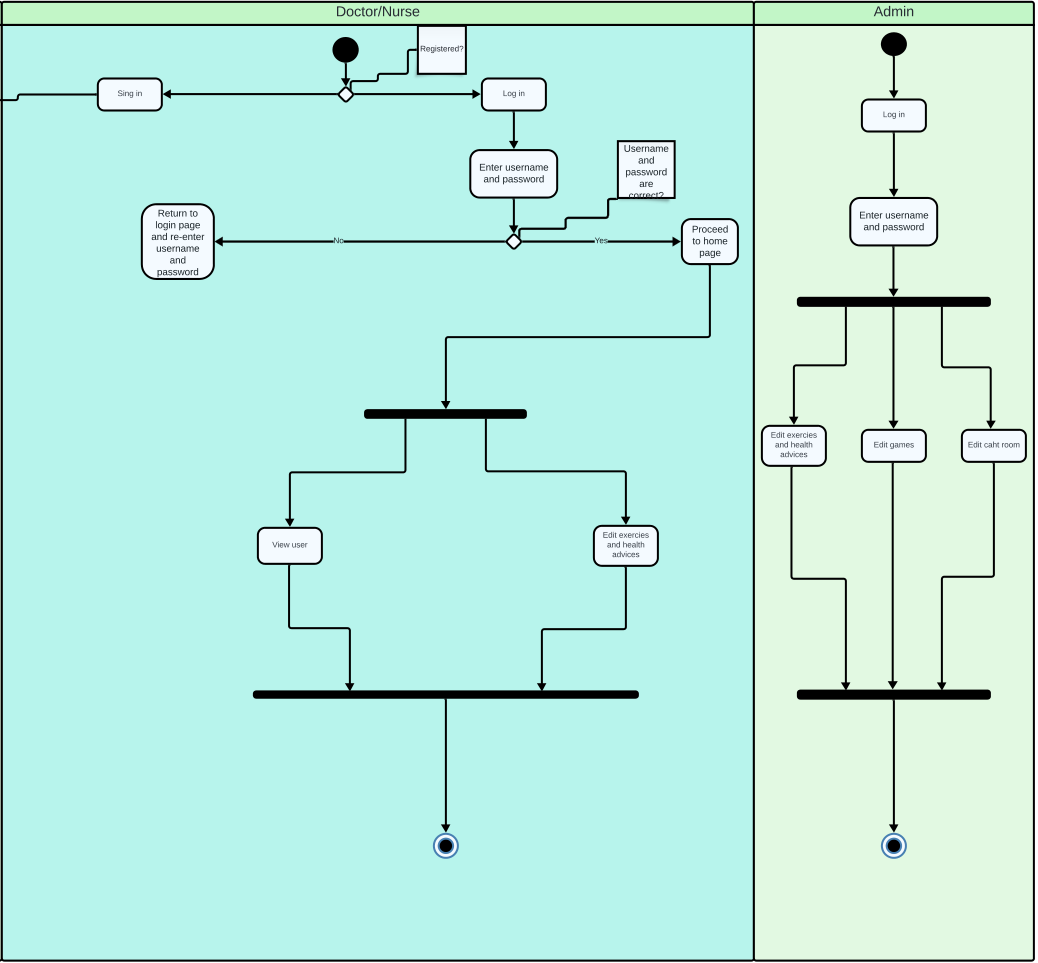 Doctor/Nurse
Admin
Registered?
Sing in
Log in
Log in
Enter username
and password
Username
and
password
are
correct?
Return to
login page
and re-enter
username
and
password
No
Yes
Proceed
to home
page
Enter username
and password
Edit exercies
and health
advices
Edit games
Edit caht room
View user
Edit exercies
and health
advices